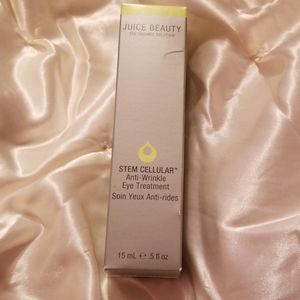 JUICE BEAUTY
THE ORGANIC SOLUTION
STEM CELLULAR™
Anti-Wrinkle
Eye Treatment
Soin Yeux Anti-rides
15 mL ℮ .5 fl oz